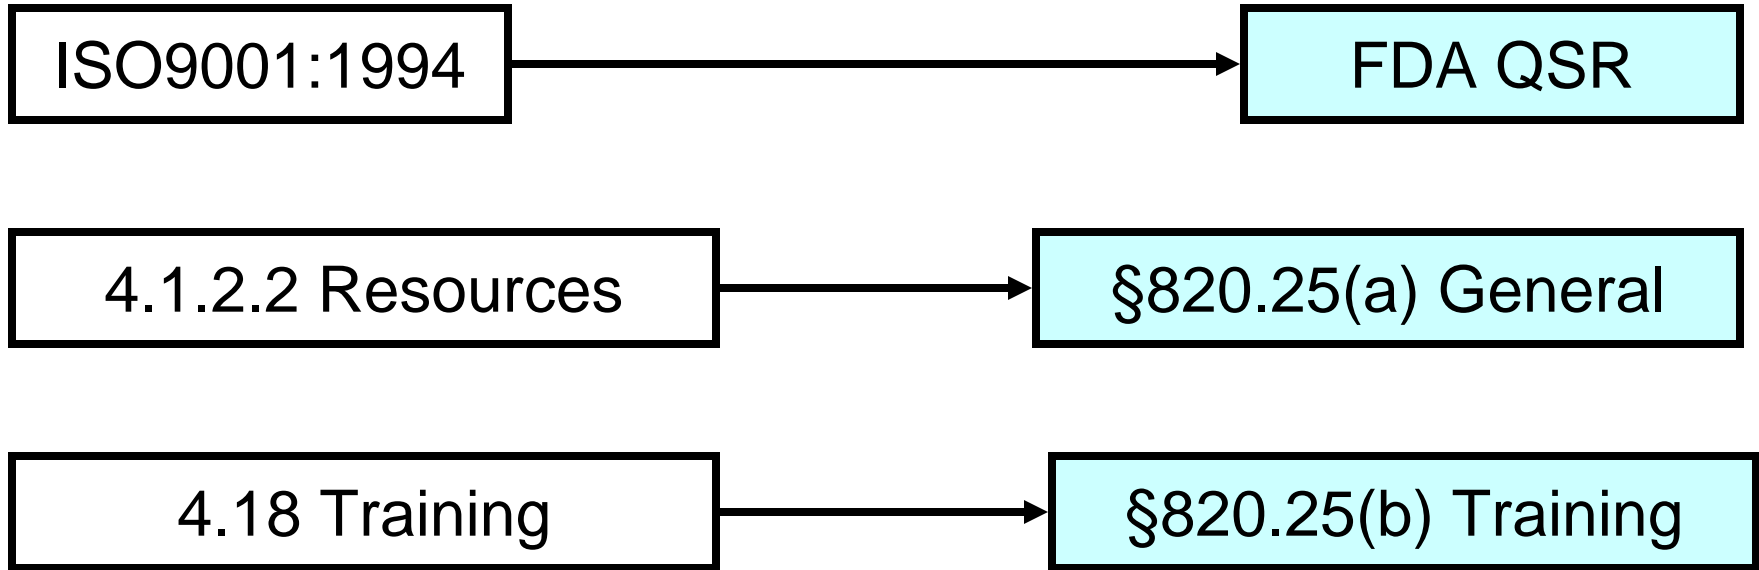 ISO9001:1994
FDA QSR
4.1.2.2 Resources
§820.25(a) General
4.18 Training
§820.25(b) Training